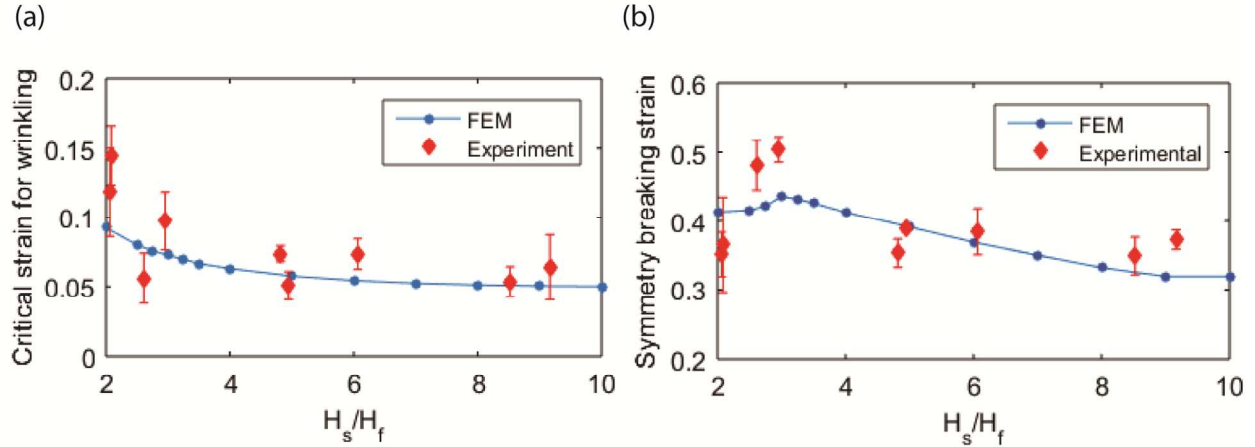 (a)
Critical strain for wrinkling
0.2
0.15
0.1
0.05
0
2
4
6
8
10
H_s/H_f
FEM
Experiment
(b)
Symmetry breaking strain
0.6
0.5
0.4
0.3
0.2
2
4
6
8
10
H_s/H_f
FEM
Experimental